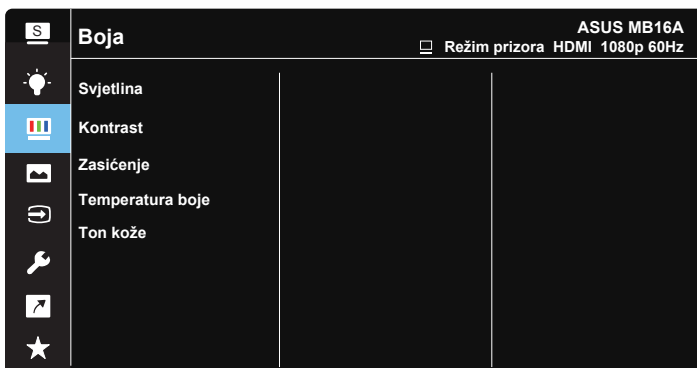 S
Boja
ASUS MB16A
Režim prizora HDMI 1080p 60Hz
Svjetlina
Kontrast
Zasićenje
Temperatura boje
Ton kože